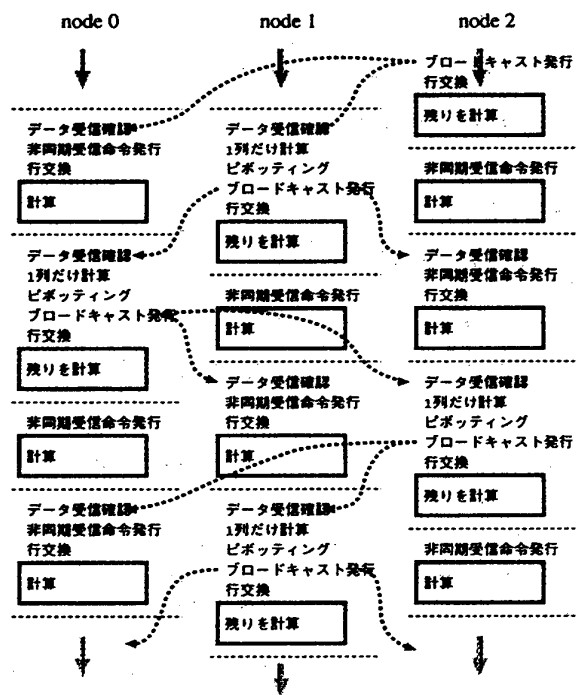 node 0
データ受信確認
非同期受信命令発行
行交換
計算
データ受信確認
1列だけ計算
ピボッティング
ブロードキャスト発行
行交換
残りを計算
非同期受信命令発行
計算
データ受信確認
非同期受信命令発行
行交換
計算
node 1
データ受信確認
1列だけ計算
ピボッティング
ブロードキャスト発行
行交換
残りを計算
非同期受信命令発行
計算
データ受信確認
非同期受信命令発行
行交換
計算
データ受信確認
1列だけ計算
ピボッティング
ブロードキャスト発行
行交換
残りを計算
node 2
ブロードキャスト発行
行交換
残りを計算
非同期受信命令発行
計算
データ受信確認
非同期受信命令発行
行交換
計算
データ受信確認
1列だけ計算
ピボッティング
ブロードキャスト発行
行交換
残りを計算
非同期受信命令発行
計算